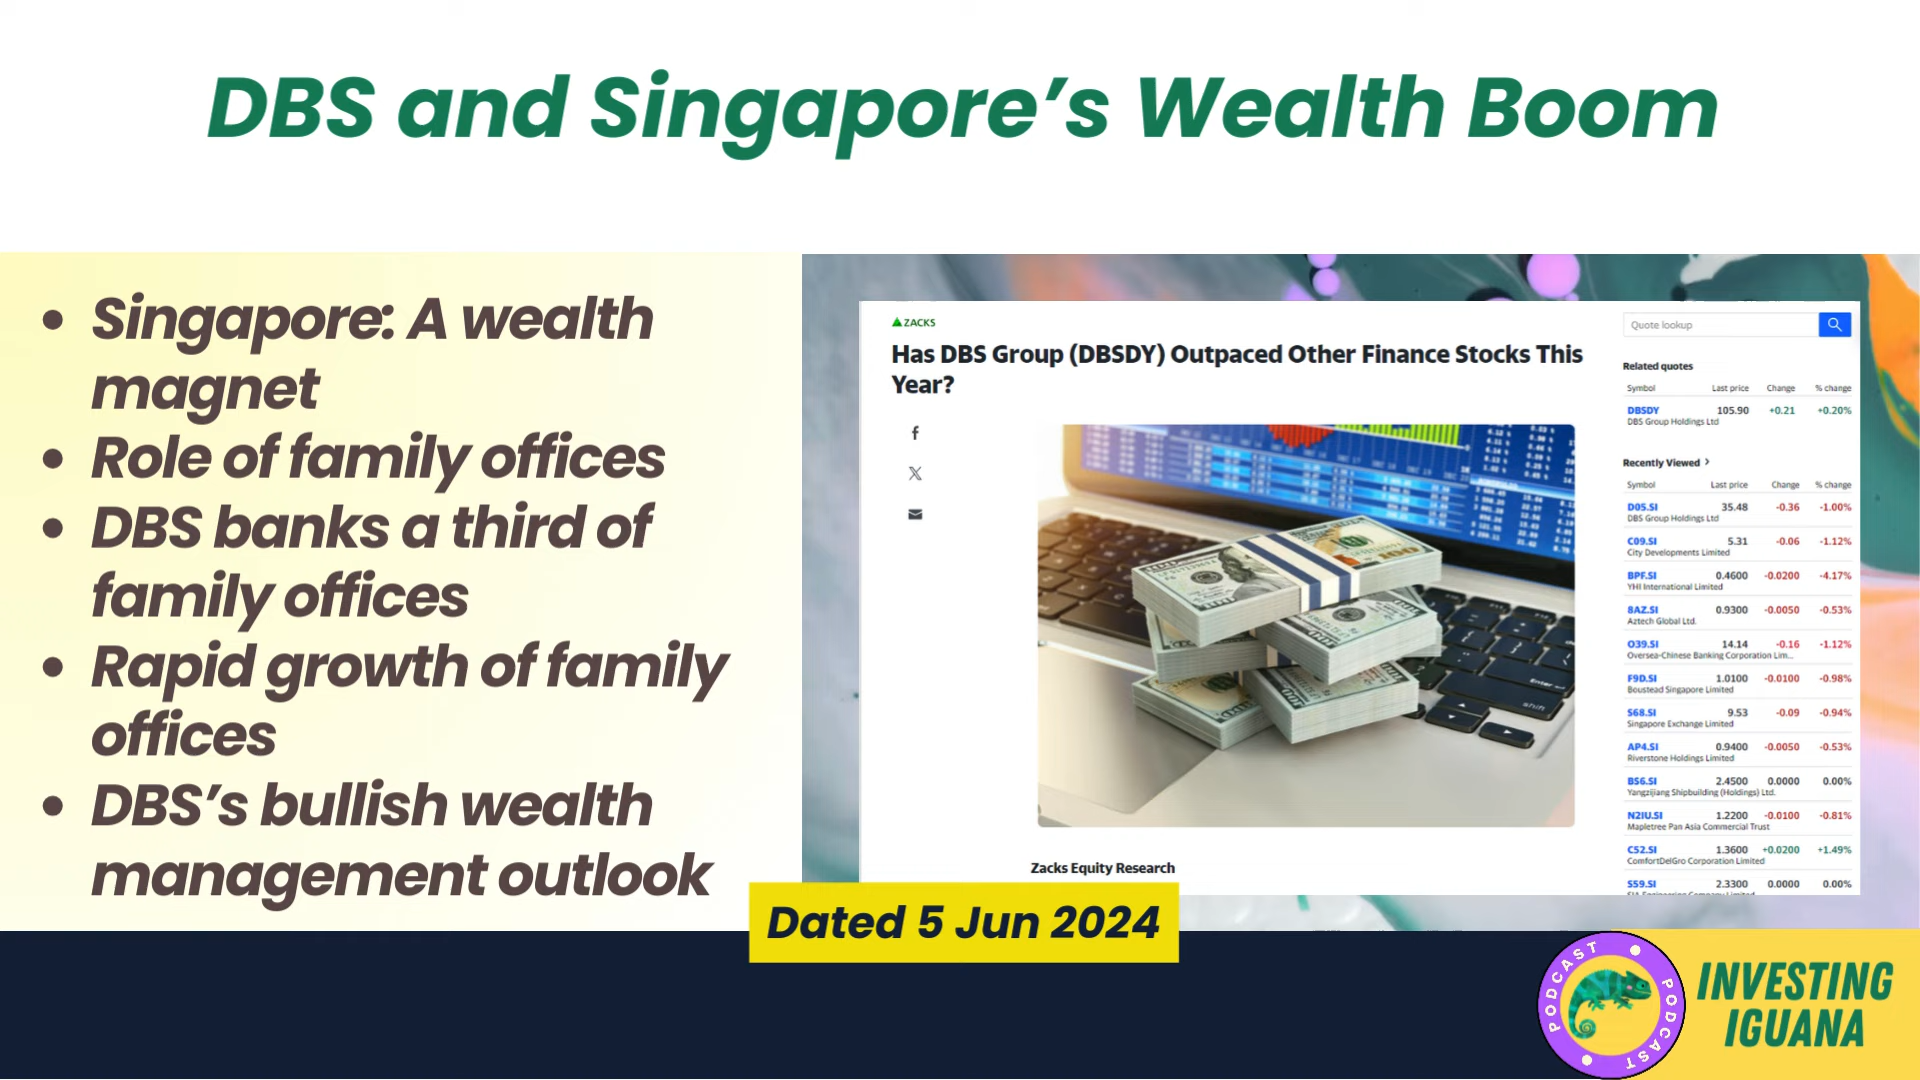 DBS and Singapore’s Wealth Boom
• Singapore: A wealth
magnet
• Role of family offices
• DBS banks a third of
family offices
• Rapid growth of family
offices
• DBS’s bullish wealth
management outlook
ZACKS
Has DBS Group (DBSDY) Outpaced Other Finance Stocks This
Year?
Zacks Equity Research
Quote lookup
Related quotes
Symbol Last price Change % change
DBSDY 105.90 +0.21 +0.20%
DBS Group Holdings Ltd
Recently Viewed >
Symbol Last price Change % change
D05.SI 35.48 -0.36 -1.00%
DBS Group Holdings Ltd
C09.SI 5.31 -0.06 -1.12%
City Developments Limited
BPF.SI 0.4600 -0.0200 -4.17%
YHI International Limited
8AZ.SI 0.9300 -0.0050 -0.53%
Aztech Global Ltd.
O39.SI 14.14 -0.16 -1.12%
Oversea-Chinese Banking Corporation Lim...
F9D.SI 1.0100 -0.0100 -0.98%
Boustead Singapore Limited
S68.SI 9.53 -0.09 -0.94%
Singapore Exchange Limited
AP4.SI 0.9400 -0.0050 -0.53%
Riverstone Holdings Limited
BS6.SI 2.4500 0.0000 0.00%
Yangzijiang Shipbuilding (Holdings) Ltd.
N2IU.SI 1.2200 -0.0100 -0.81%
Mapletree Pan Asia Commercial Trust
C52.SI 1.3600 +0.0200 +1.49%
ComfortDelGro Corporation Limited
S59.SI 2.3300 0.0000 0.00%
Dated 5 Jun 2024
PODCAST PODCAST
INVESTING
IGUANA